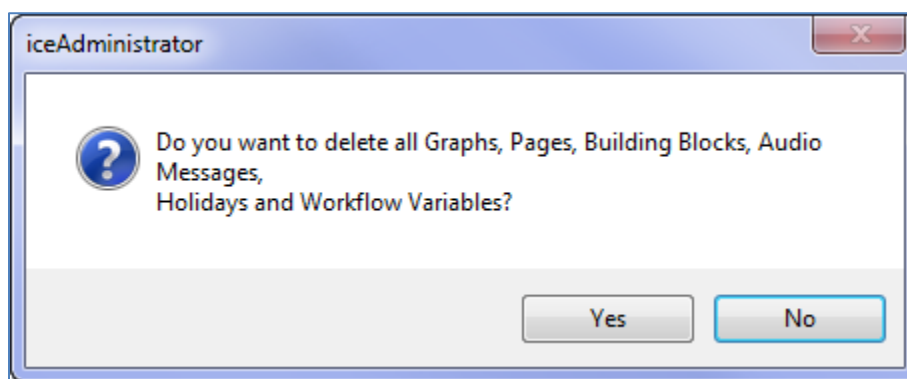 iceAdministrator
Do you want to delete all Graphs, Pages, Building Blocks, Audio
Messages,
Holidays and Workflow Variables?
Yes No